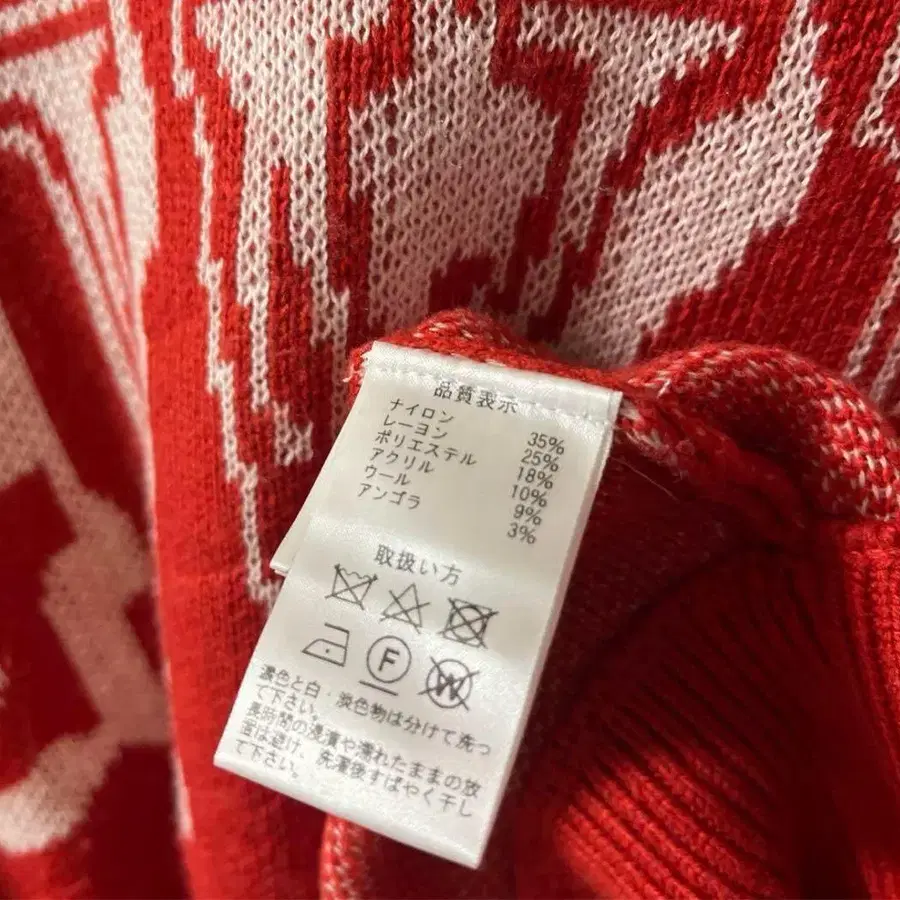 品質表示
ナイロン 35%
レーヨン 25%
ポリエステル 18%
アクリル 10%
ウール 9%
アンゴラ 3%
取扱い方
F W
濃色と白・淡色物は分けて洗っ
て下さい。
長時間の浸漬や濡れたままの放
置は避け、洗濯後すばやく干し
て下さい。